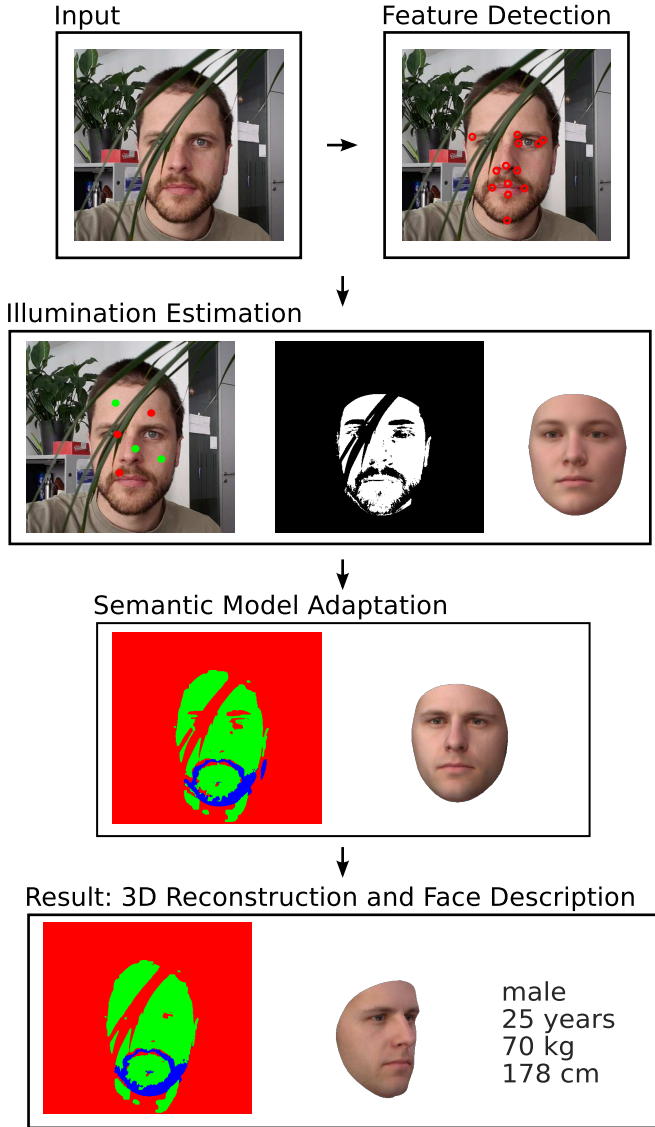 Input
Feature Detection
Illumination Estimation
Semantic Model Adaptation
Result: 3D Reconstruction and Face Description
male
25 years
70 kg
178 cm